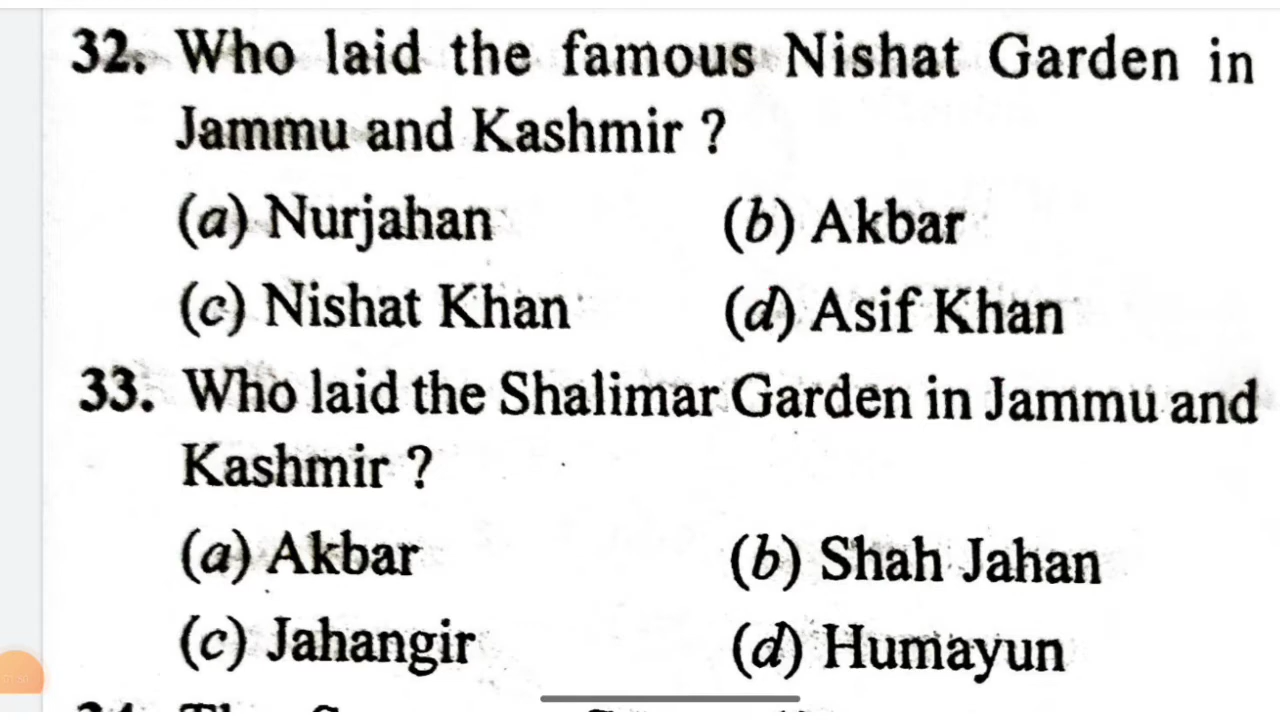 32. Who laid the famous Nishat Garden in
Jammu and Kashmir ?
(a) Nurjahan (b) Akbar
(c) Nishat Khan (d) Asif Khan
33. Who laid the Shalimar Garden in Jammu and
Kashmir ?
(a) Akbar (b) Shah Jahan
(c) Jahangir (d) Humayun